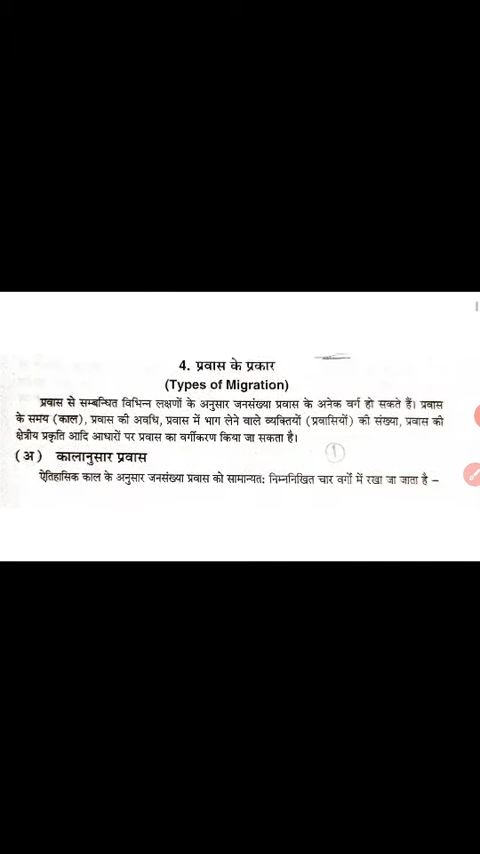 4. प्रवास के प्रकार
(Types of Migration)
प्रवास से सम्बन्धित विभिन्न लक्षणों के अनुसार जनसंख्या प्रवास के अनेक वर्ग हो सकते हैं। प्रवास
के समय (काल), प्रवास की अवधि, प्रवास में भाग लेने वाले व्यक्तियों (प्रवासियों) की संख्या, प्रवास की
क्षेत्रीय प्रकृति आदि आधारों पर प्रवास का वर्गीकरण किया जा सकता है।
(अ) कालानुसार प्रवास
1
ऐतिहासिक काल के अनुसार जनसंख्या प्रवास को सामान्यत: निम्ननिखित चार वर्गों में रखा जा जाता है –